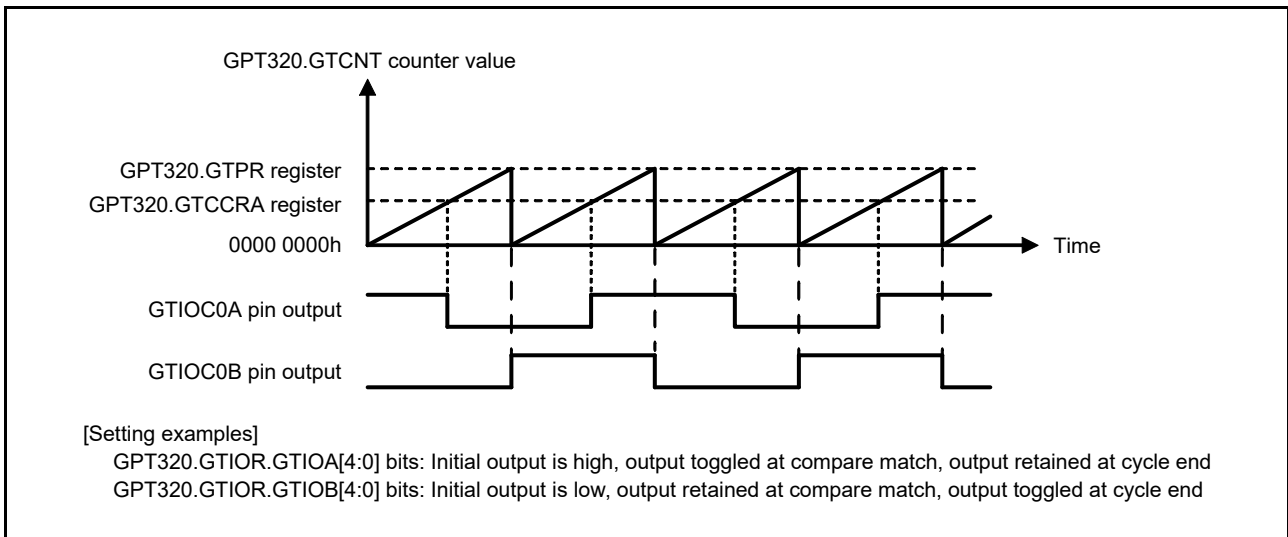 GPT320.GTCNT counter value
GPT320.GTPR register
GPT320.GTCCRA register
0000 0000h
Time
GTIOC0A pin output
GTIOC0B pin output
[Setting examples]
GPT320.GTIOR.GTIOA[4:0] bits: Initial output is high, output toggled at compare match, output retained at cycle end
GPT320.GTIOR.GTIOB[4:0] bits: Initial output is low, output retained at compare match, output toggled at cycle end